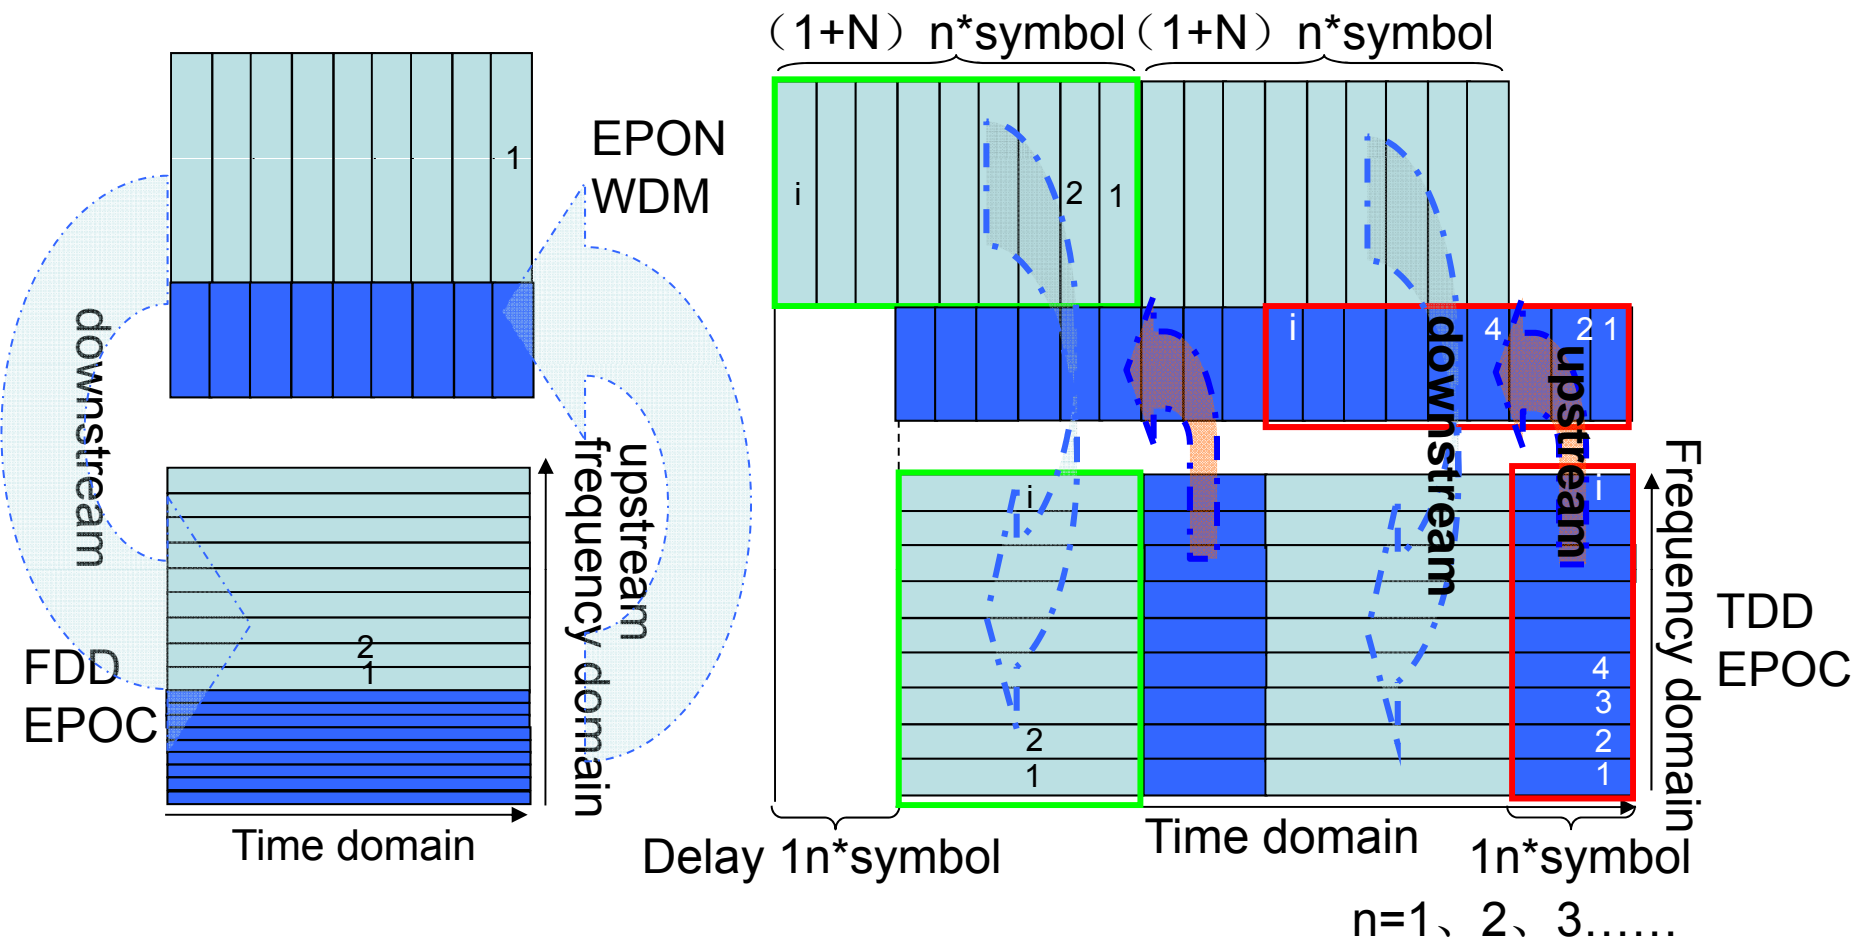 （1+N） n*symbol（1+N） n*symbol
1
EPON
WDM
i
2 1
i
4
2 1
downstream
upstream
frequency domain
FDD
EPOC
2
1
Time domain
downstream
upstream
i
2
1
i
4
3
2
1
Frequency domain
TDD
EPOC
Delay 1n*symbol
Time domain
1n*symbol
n=1、2、3……